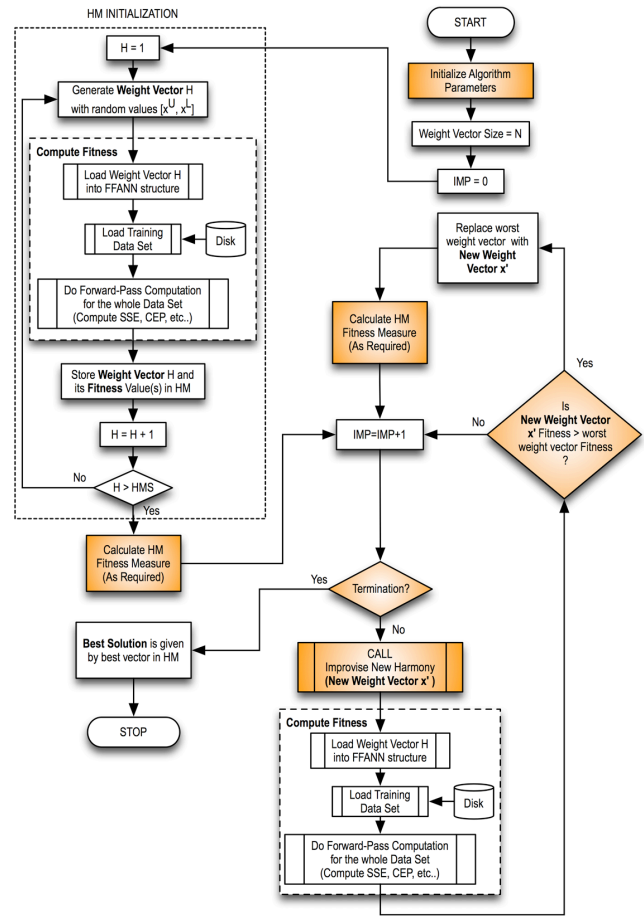 HM INITIALIZATION
START
H = 1
Initialize Algorithm
Parameters
Generate Weight Vector H
with random values [xU, xL]
Weight Vector Size = N
Compute Fitness
IMP = 0
Load Weight Vector H
into FFANN structure
Load Training
Data Set
Disk
Do Forward-Pass Computation
for the whole Data Set
(Compute SSE, CEP, etc..)
Store Weight Vector H and
its Fitness Value(s) in HM
H = H + 1
No
H > HMS
Yes
Calculate HM
Fitness Measure
(As Required)
Replace worst
weight vector with
New Weight
Vector x'
Calculate HM
Fitness Measure
(As Required)
Yes
Is
New Weight Vector
x' Fitness > worst
weight vector Fitness
?
No
IMP=IMP+1
Termination?
Yes
No
Best Solution is given
by best vector in HM
STOP
CALL
Improvise New Harmony
(New Weight Vector x' )
Compute Fitness
Load Weight Vector H
into FFANN structure
Load Training
Data Set
Disk
Do Forward-Pass Computation
for the whole Data Set
(Compute SSE, CEP, etc..)